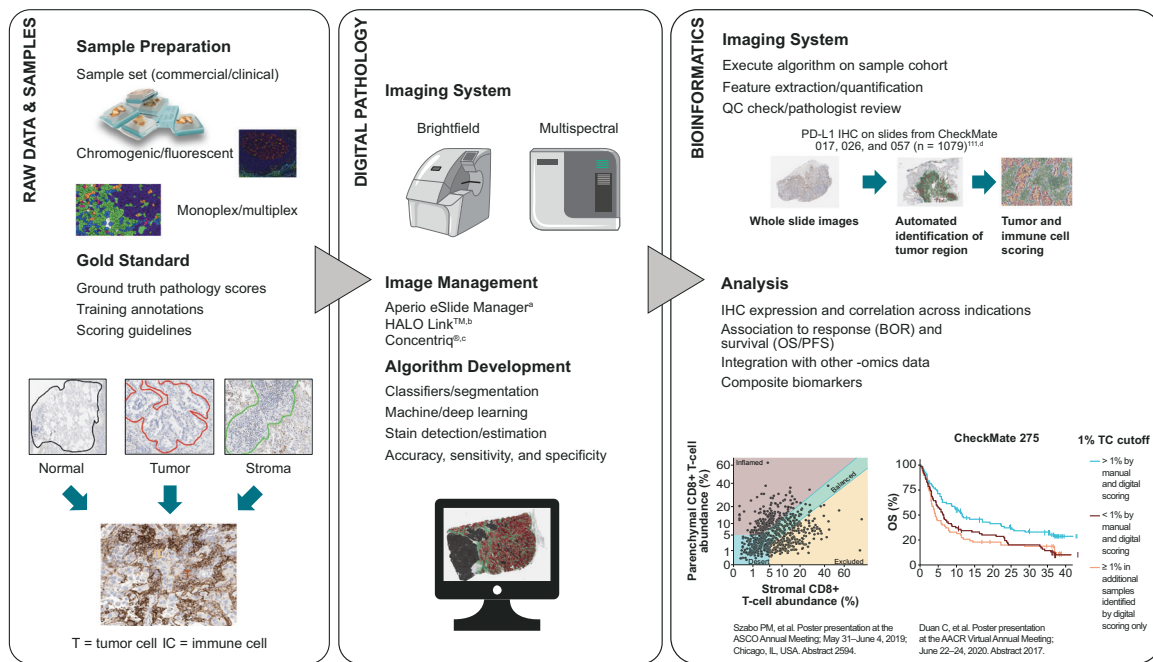 RAW DATA & SAMPLES
Sample Preparation
Sample set (commercial/clinical)
Chromogenic/fluorescent
Monoplex/multiplex
Gold Standard
Ground truth pathology scores
Training annotations
Scoring guidelines
Normal
Tumor
Stroma
T = tumor cell IC = immune cell
DIGITAL PATHOLOGY
Imaging System
Brightfield
Multispectral
Image Management
Aperio eSlide Managerᵃ
HALO Link™,ᵇ
Concentriq®,ᶜ
Algorithm Development
Classifiers/segmentation
Machine/deep learning
Stain detection/estimation
Accuracy, sensitivity, and specificity
BIOINFORMATICS
Imaging System
Execute algorithm on sample cohort
Feature extraction/quantification
QC check/pathologist review
PD-L1 IHC on slides from CheckMate
017, 026, and 057 (n = 1079)¹¹¹,ᵈ
Whole slide images
Automated
identification of
tumor region
Tumor and
immune cell
scoring
Analysis
IHC expression and correlation across indications
Association to response (BOR) and
survival (OS/PFS)
Integration with other -omics data
Composite biomarkers
Parenchymal CD8+ T-cell
abundance (%)
60
40
20
10
5
1
0
Inflamed
Balanced
Desert
Excluded
0 1 5 10 20 40 60
Stromal CD8+
T-cell abundance (%)
Szabo PM, et al. Poster presentation at the
ASCO Annual Meeting; May 31–June 4, 2019;
Chicago, IL, USA. Abstract 2594.
CheckMate 275
OS (%)
100
75
50
20
0
0 5 10 15 20 25 30 35 40
1% TC cutoff
> 1% by
manual
and digital
scoring
< 1% by
manual
and digital
scoring
≥ 1% in
additional
samples
identified
by digital
scoring only
Duan C, et al. Poster presentation
at the AACR Virtual Annual Meeting;
June 22–24, 2020. Abstract 2017.